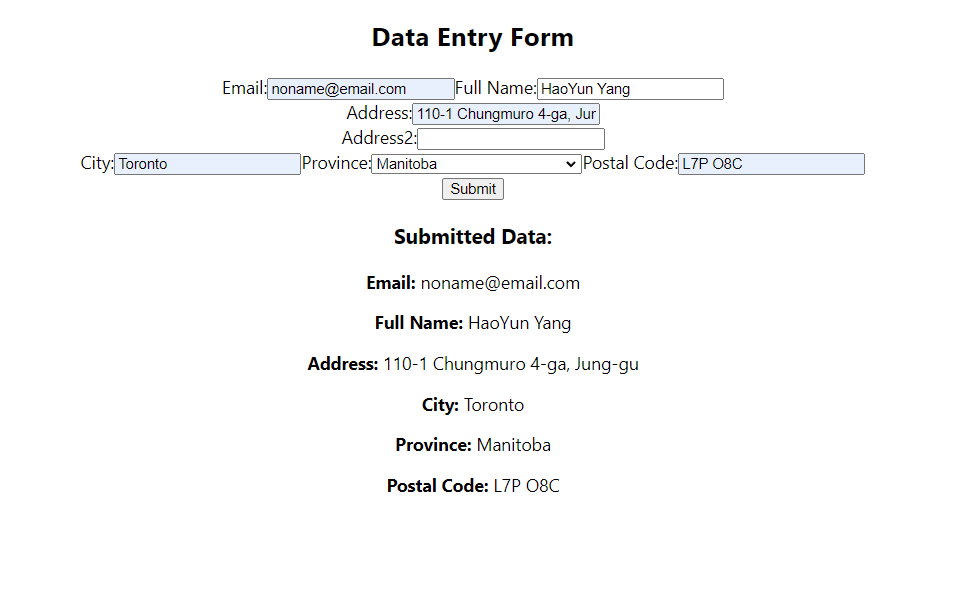 Data Entry Form
Email: noname@email.com Full Name: HaoYun Yang
Address: 110-1 Chungmuro 4-ga, Jur
Address2:
City: Toronto Province: Manitoba Postal Code: L7P O8C
Submit
Submitted Data:
Email: noname@email.com
Full Name: HaoYun Yang
Address: 110-1 Chungmuro 4-ga, Jung-gu
City: Toronto
Province: Manitoba
Postal Code: L7P O8C